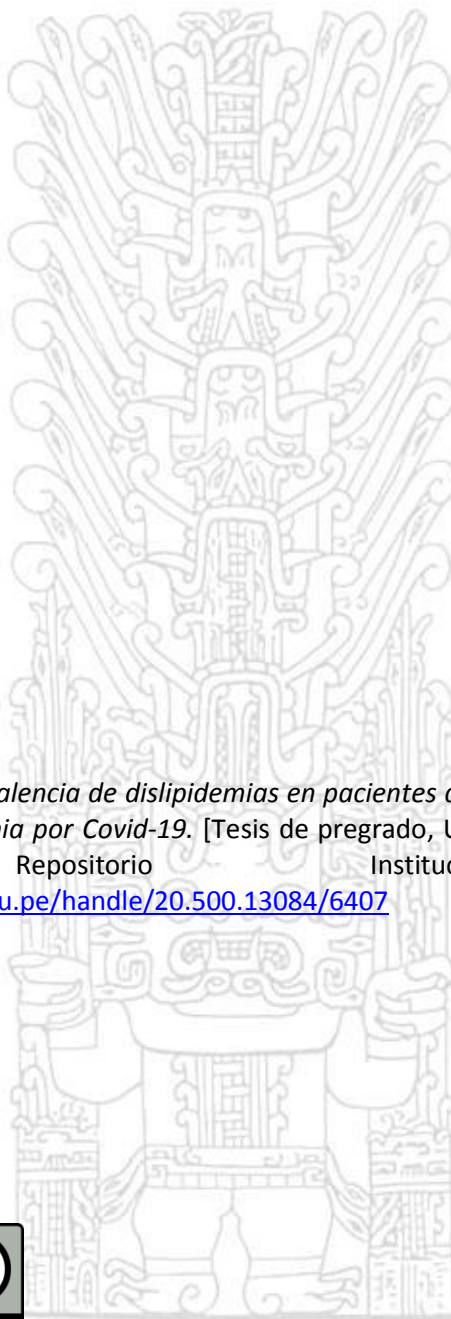 alencia de dislipidemias en pacientes
ia por Covid-19. [Tesis de pregrado, U
Repositorio Instituc
u.pe/handle/20.500.13084/6407